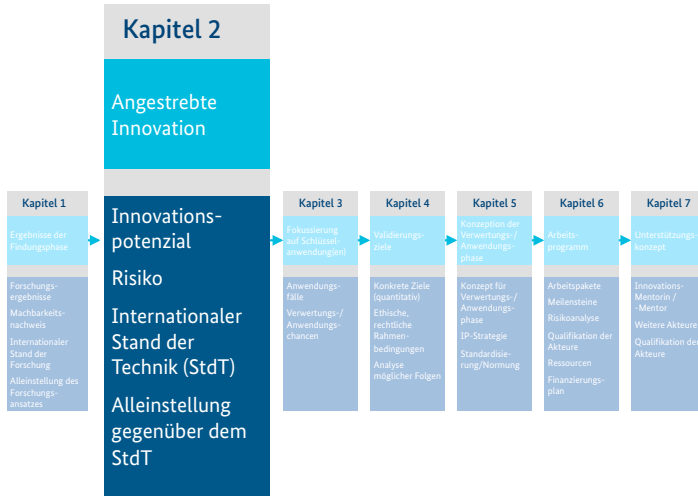 Kapitel 1
Ergebnisse der
Findungsphase
Forschungs-
ergebnisse
Machbarkeits-
nachweis
Internationaler
Stand der
Forschung
Alleinstellung des
Forschungs-
ansatzes
Kapitel 2
Angestrebte
Innovation
Innovations-
potenzial
Risiko
Internationaler
Stand der
Technik (StdT)
Alleinstellung
gegenüber dem
StdT
Kapitel 3
Fokussierung
auf Schlüssel-
anwendung(en)
Anwendungs-
fälle
Verwertungs-/
Anwendungs-
chancen
Kapitel 4
Validierungs-
ziele
Konkrete Ziele
(quantitativ)
Ethische,
rechtliche
Rahmen-
bedingungen
Analyse
möglicher Folgen
Kapitel 5
Konzeption der
Verwertungs-/
Anwendungs-
phase
Konzept für
Verwertungs-/
Anwendungs-
phase
IP-Strategie
Standardisie-
rung/Normung
Kapitel 6
Arbeits-
programm
Arbeitspakete
Meilensteine
Risikoanalyse
Qualifikation der
Akteure
Ressourcen
Finanzierungs-
plan
Kapitel 7
Unterstützungs-
konzept
Innovations-
Mentorin /
-Mentor
Weitere Akteure
Qualifikation der
Akteure